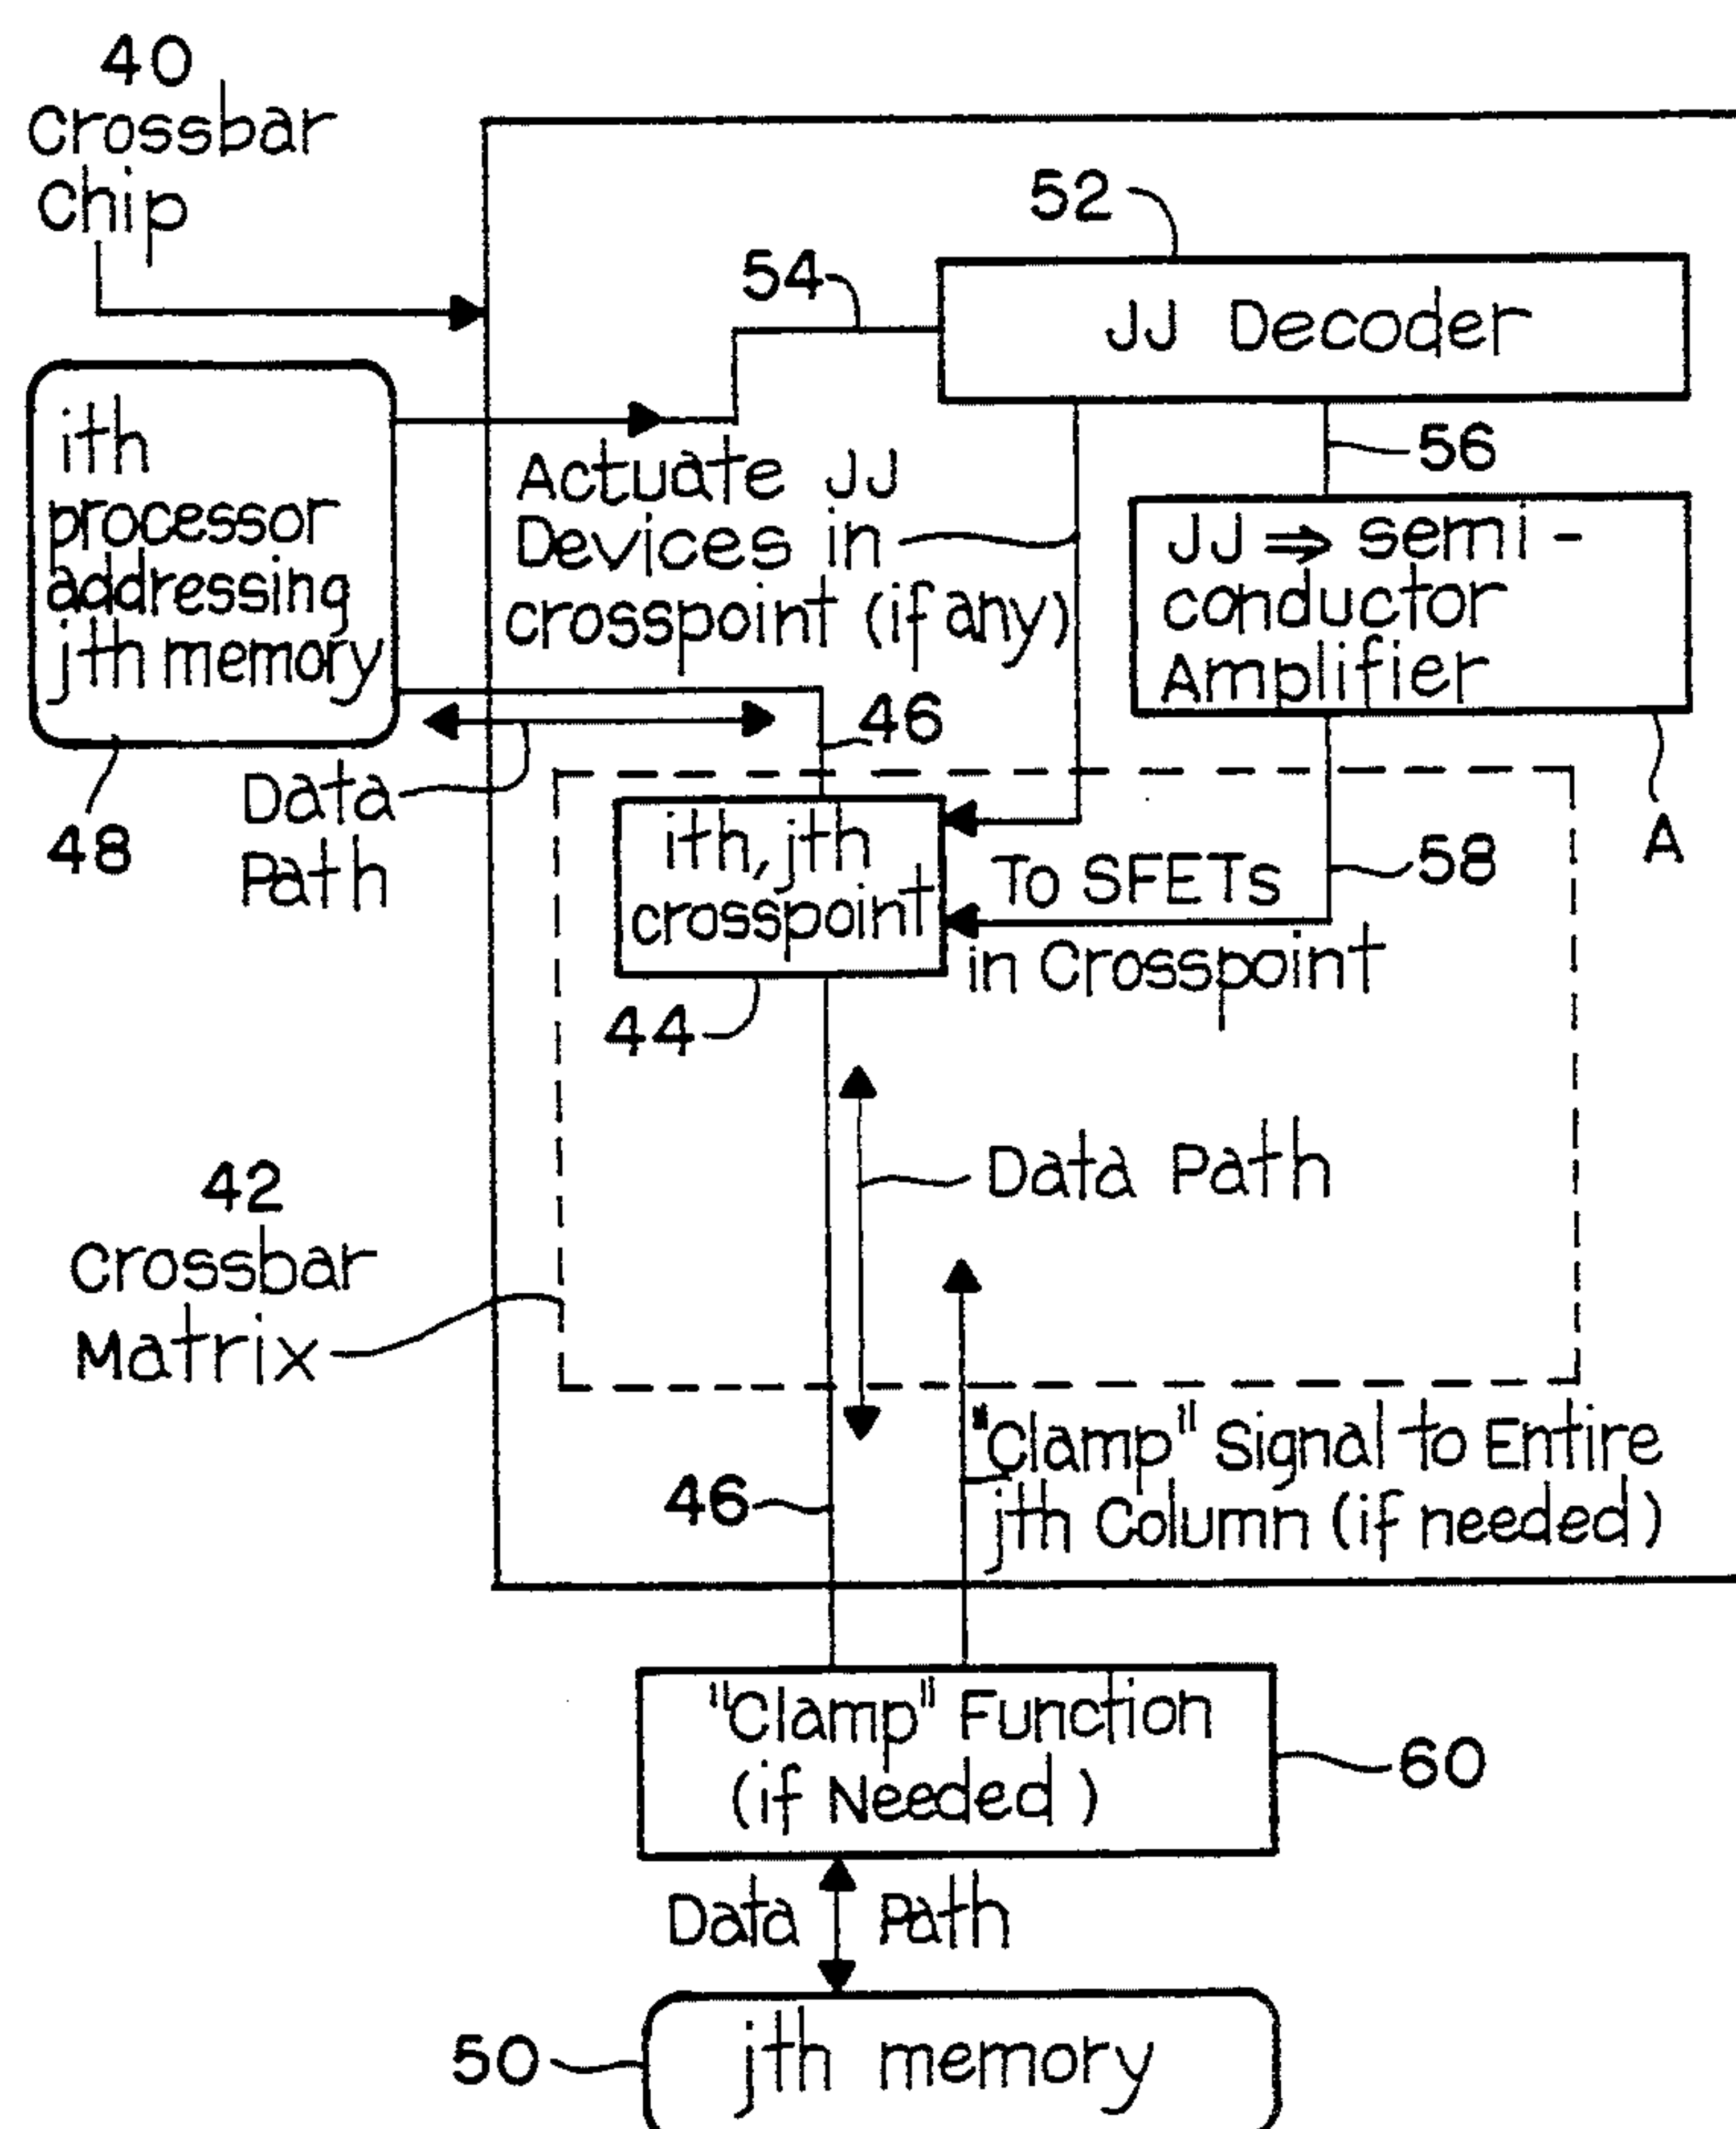 40
Crossbar
Chip
52
54
JJ Decoder
ith
processor
addressing
jth memory
Actuate JJ
Devices in
crosspoint (if any)
56
JJ ⇒ semi-
conductor
Amplifier
46
Data
Path
48
ith, jth
crosspoint
To SFETs
in Crosspoint
58
A
44
Data Path
42
Crossbar
Matrix
"Clamp" Signal to Entire
jth Column (if needed)
46
"Clamp" Function
(if Needed)
60
Data Path
50
jth memory